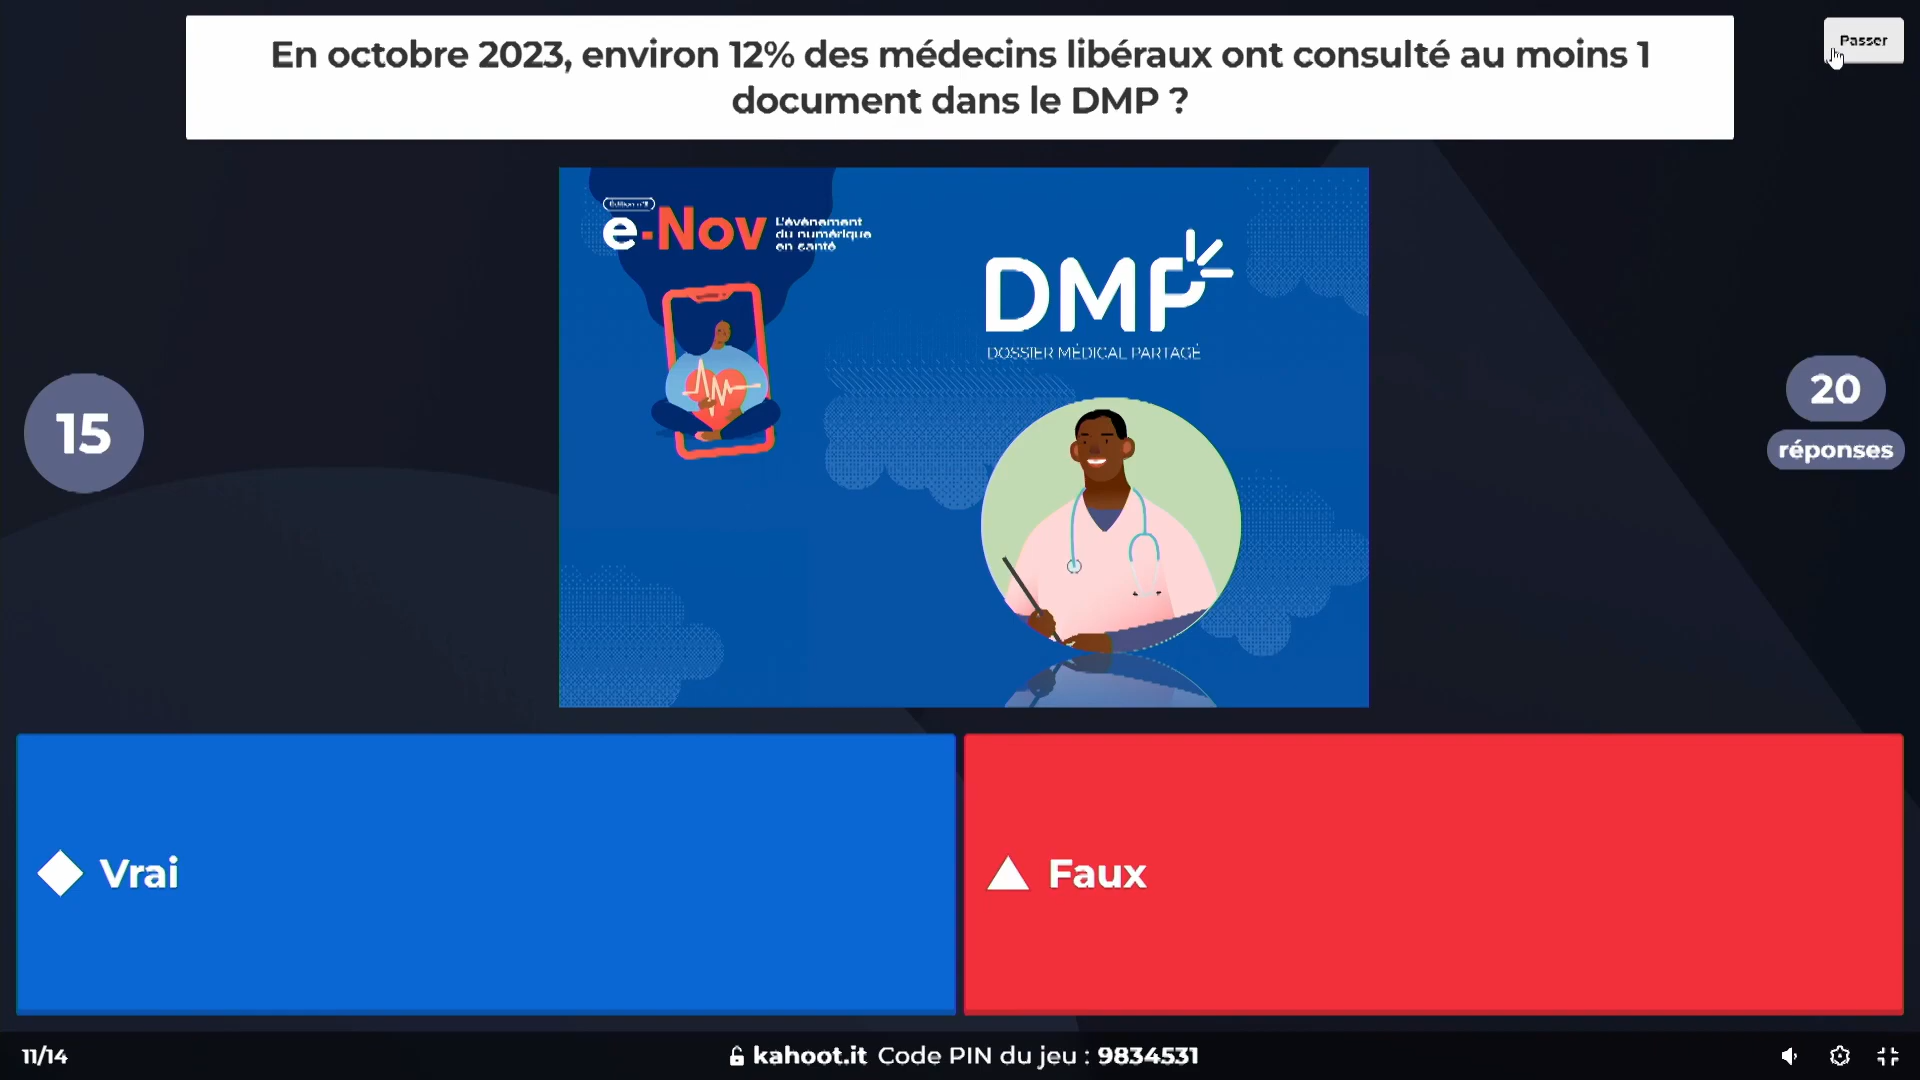 En octobre 2023, environ 12% des médecins libéraux ont consulté au moins 1
document dans le DMP ?
Passer
e-Nov
L'événement
du numérique
en santé
DMP
DOSSIER MÉDICAL PARTAGÉ
15
20
réponses
Vrai
Faux
11/14
kahoot.it Code PIN du jeu : 9834531